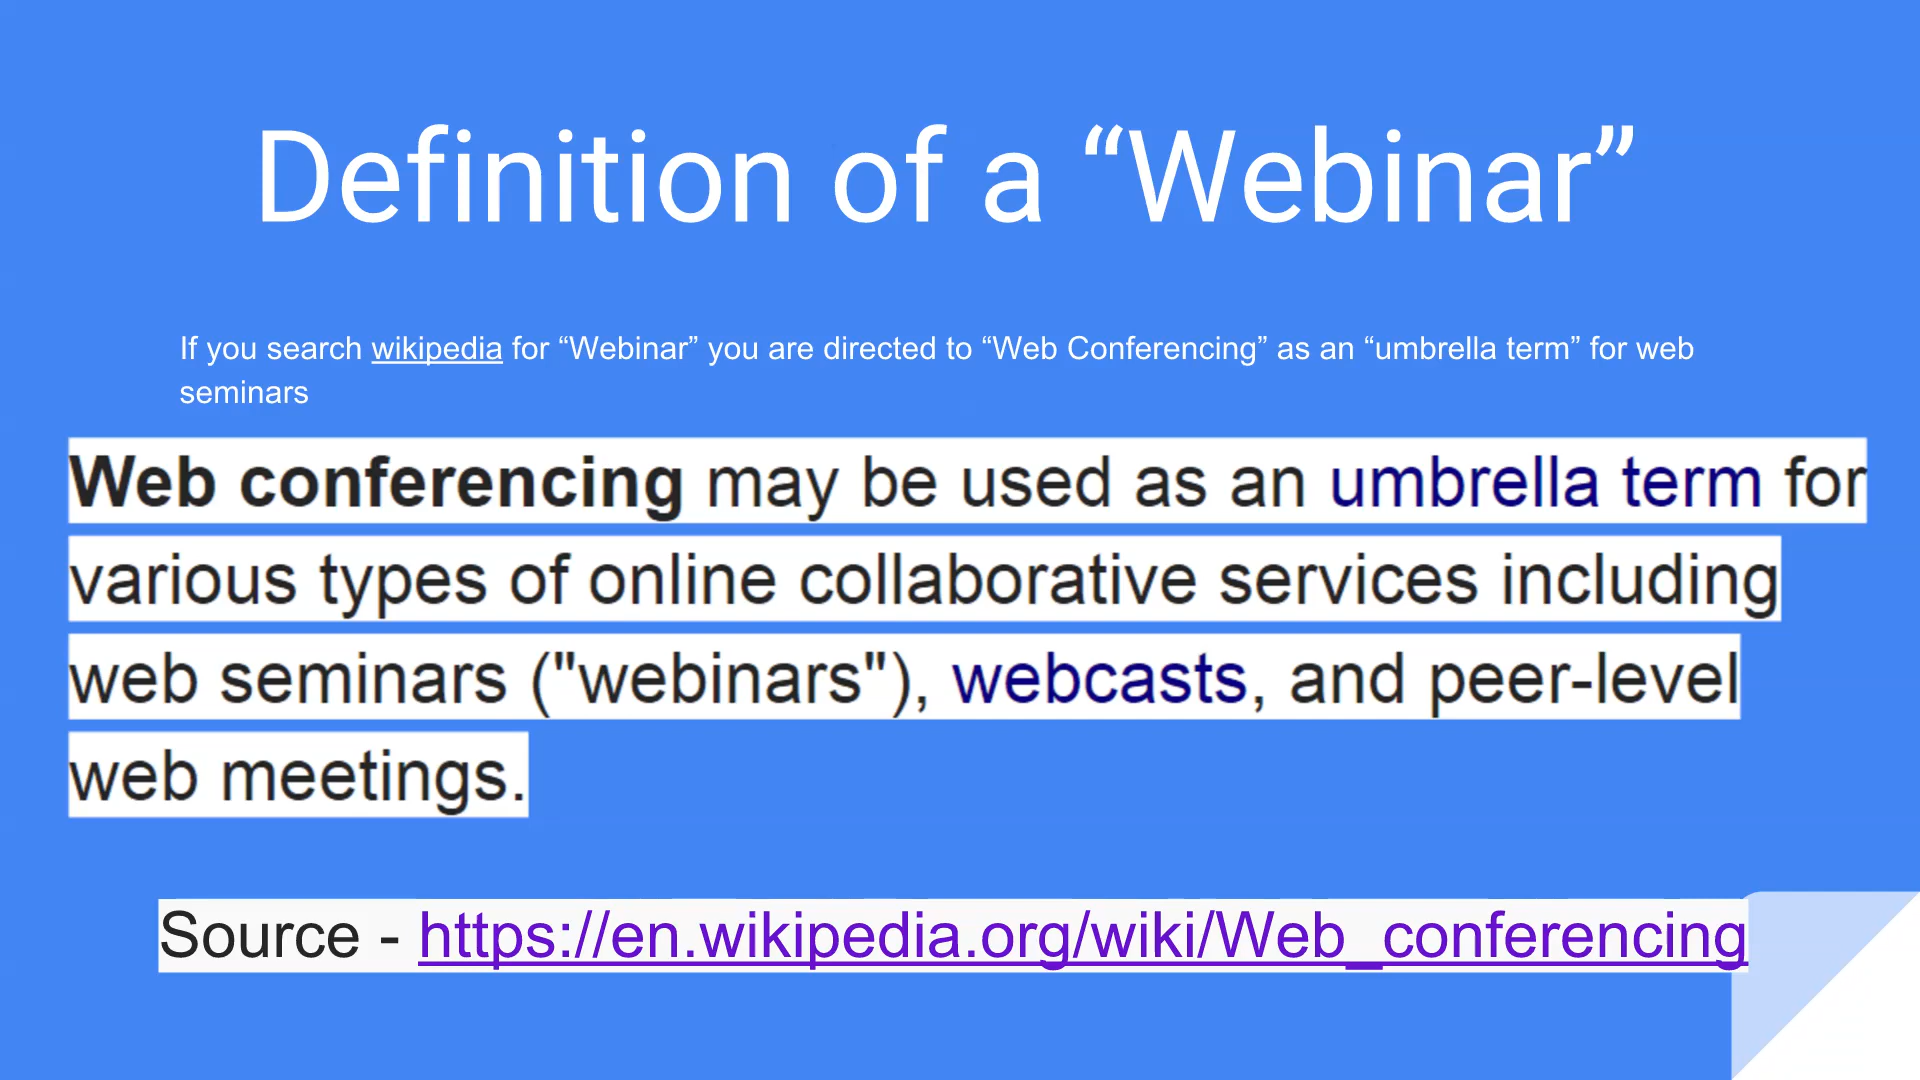 Definition of a “Webinar”
If you search wikipedia for “Webinar” you are directed to “Web Conferencing” as an “umbrella term” for web
seminars
Web conferencing may be used as an umbrella term for
various types of online collaborative services including
web seminars ("webinars"), webcasts, and peer-level
web meetings.
Source - https://en.wikipedia.org/wiki/Web_conferencing